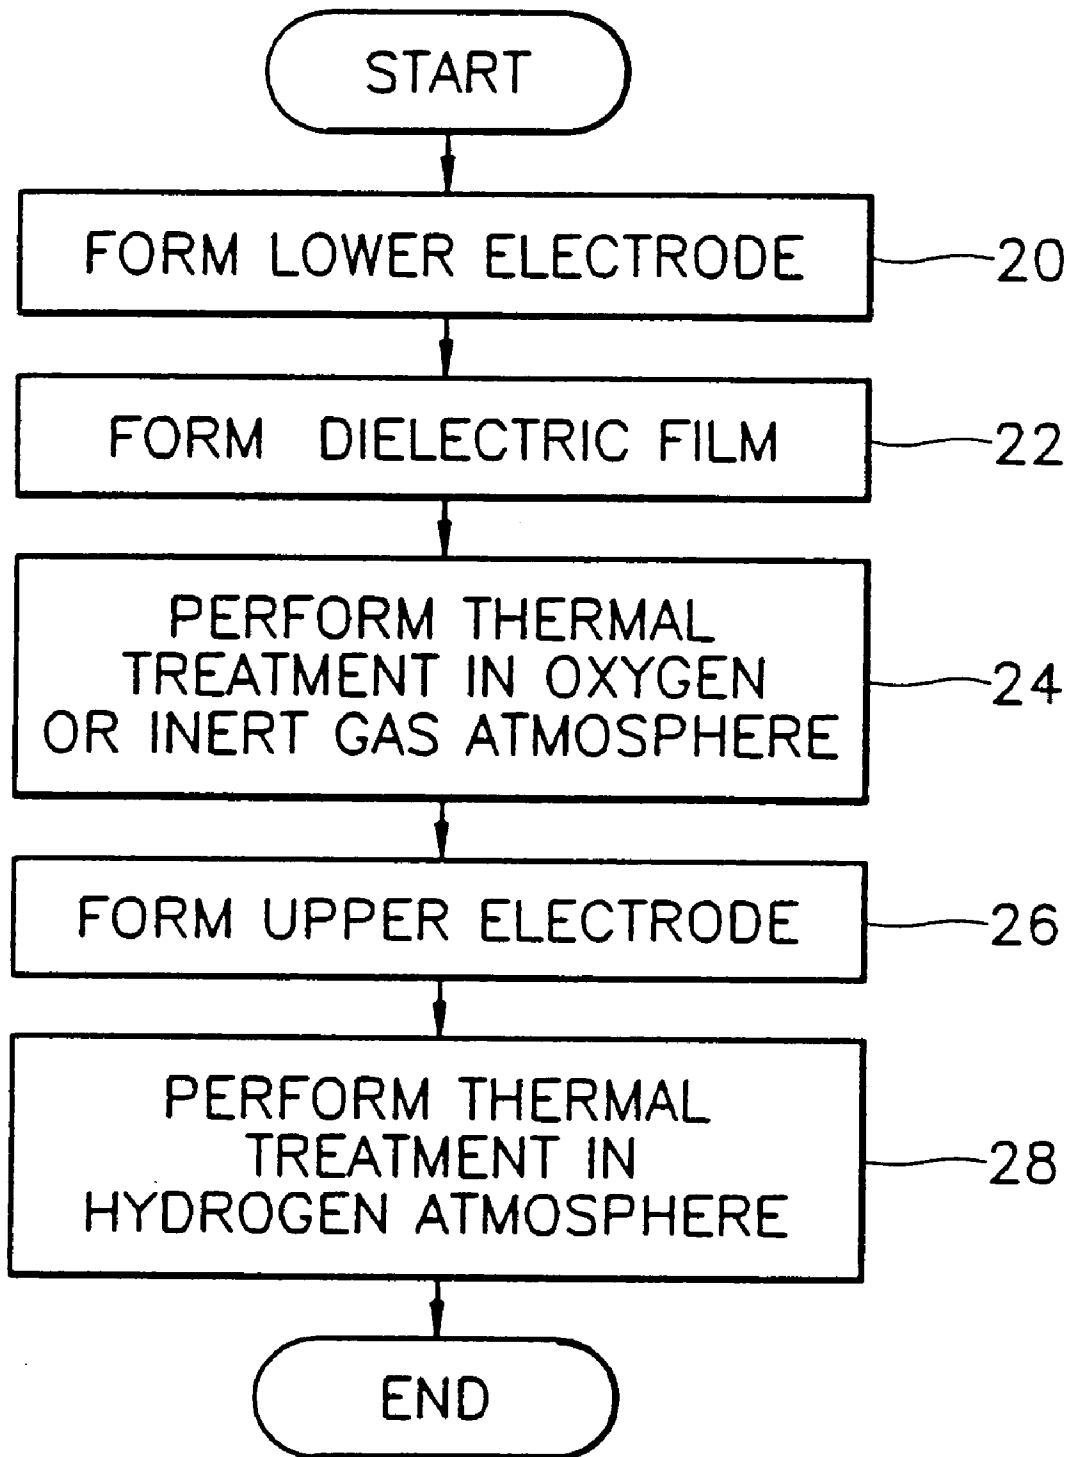 START
FORM LOWER ELECTRODE
20
FORM DIELECTRIC FILM
22
PERFORM THERMAL
TREATMENT IN OXYGEN
OR INERT GAS ATMOSPHERE
24
FORM UPPER ELECTRODE
26
PERFORM THERMAL
TREATMENT IN
HYDROGEN ATMOSPHERE
28
END